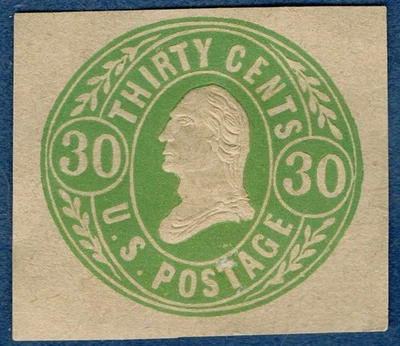 THIRTY CENTS
30 30
U.S. POSTAGE